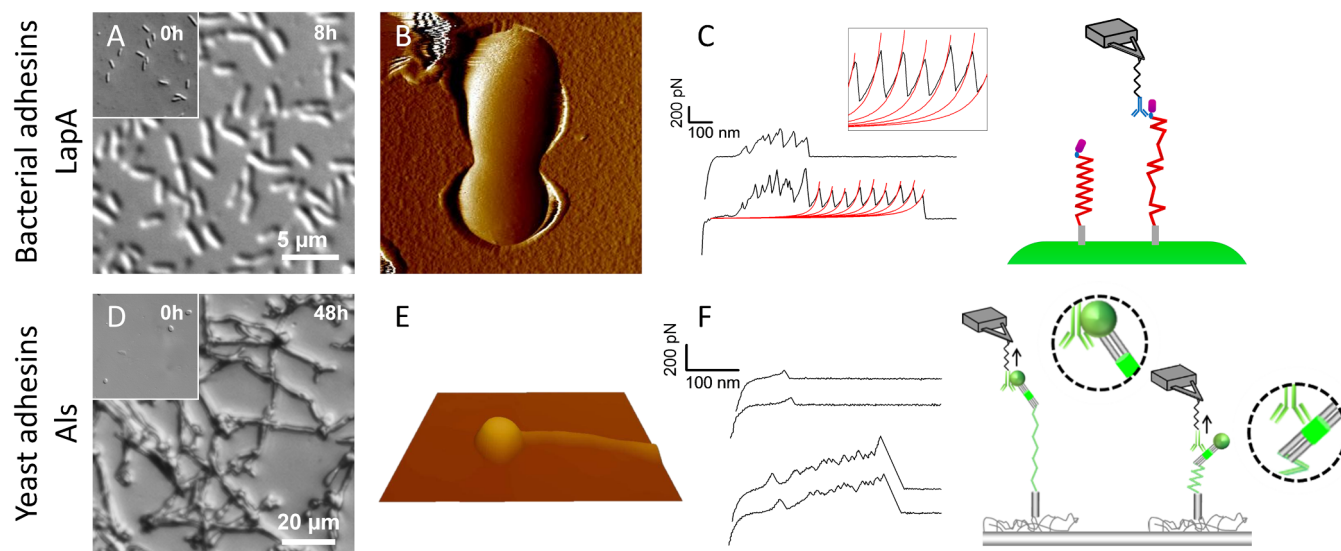 Bacterial adhesins
LapA
A
0h
8h
5 µm
B
C
200 pN
100 nm
Yeast adhesins
Als
D
0h
48h
20 µm
E
F
200 pN
100 nm